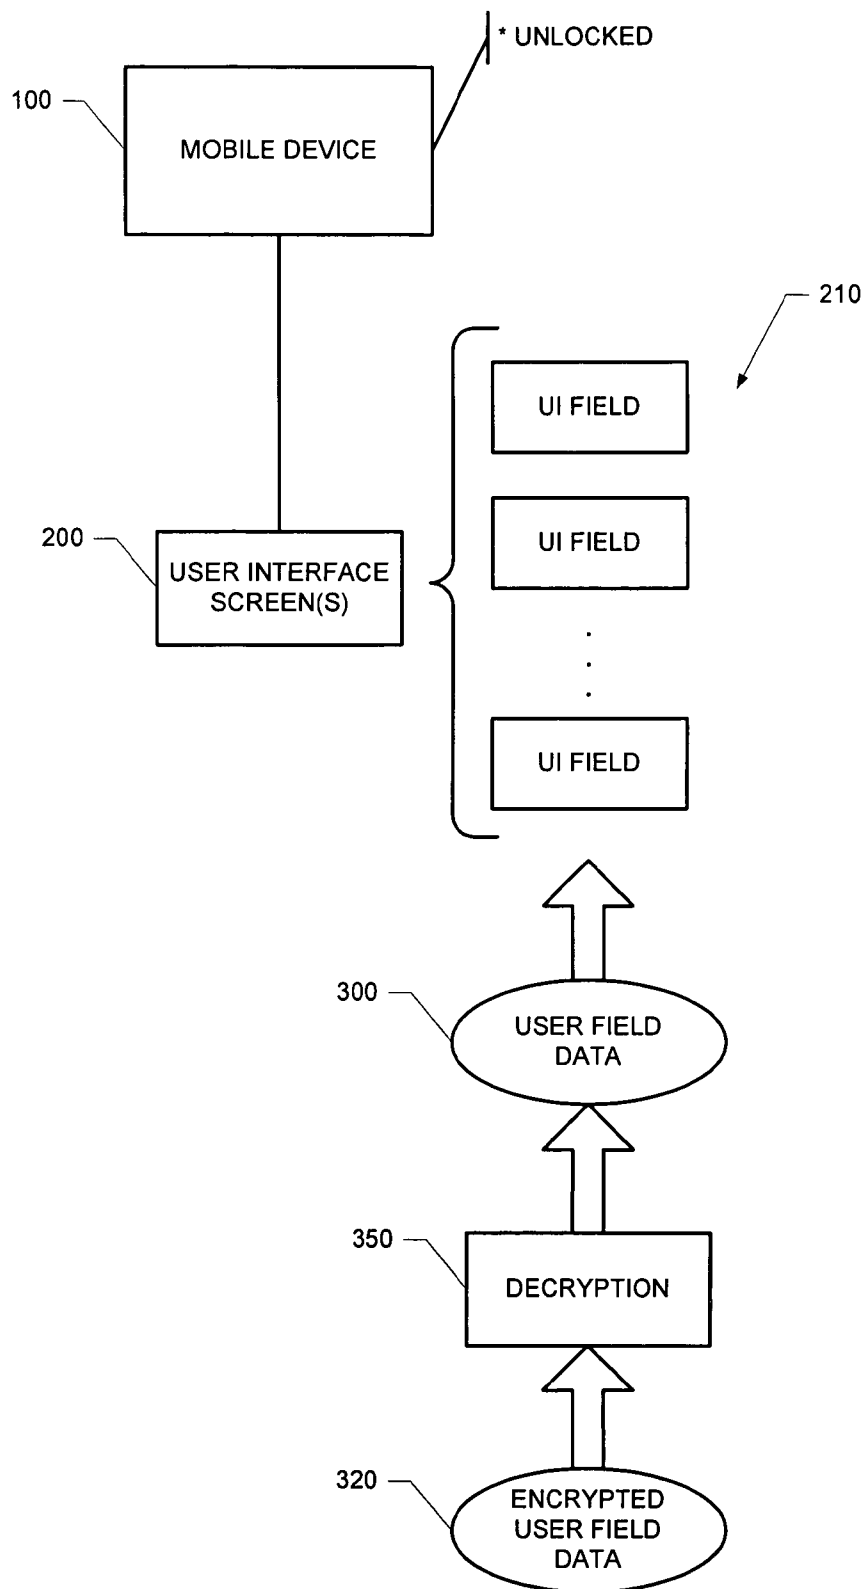 * UNLOCKED
100
MOBILE DEVICE
210
UI FIELD
200
USER INTERFACE
SCREEN(S)
UI FIELD
.
.
.
UI FIELD
300
USER FIELD
DATA
350
DECRYPTION
320
ENCRYPTED
USER FIELD
DATA